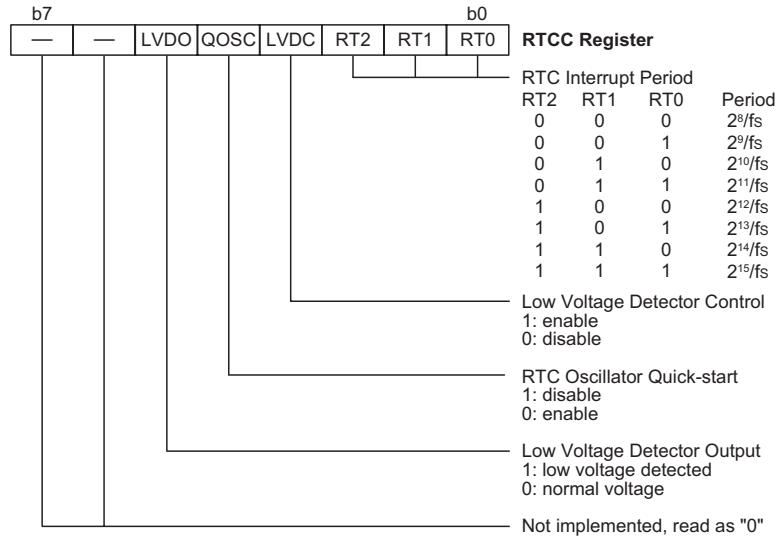 b7 b0
— — LVDO QOSC LVDC RT2 RT1 RT0 RTCC Register
RTC Interrupt Period
RT2 RT1 RT0 Period
0 0 0 2⁸/fs
0 0 1 2⁹/fs
0 1 0 2¹⁰/fs
0 1 1 2¹¹/fs
1 0 0 2¹²/fs
1 0 1 2¹³/fs
1 1 0 2¹⁴/fs
1 1 1 2¹⁵/fs
Low Voltage Detector Control
1: enable
0: disable
RTC Oscillator Quick-start
1: disable
0: enable
Low Voltage Detector Output
1: low voltage detected
0: normal voltage
Not implemented, read as "0"